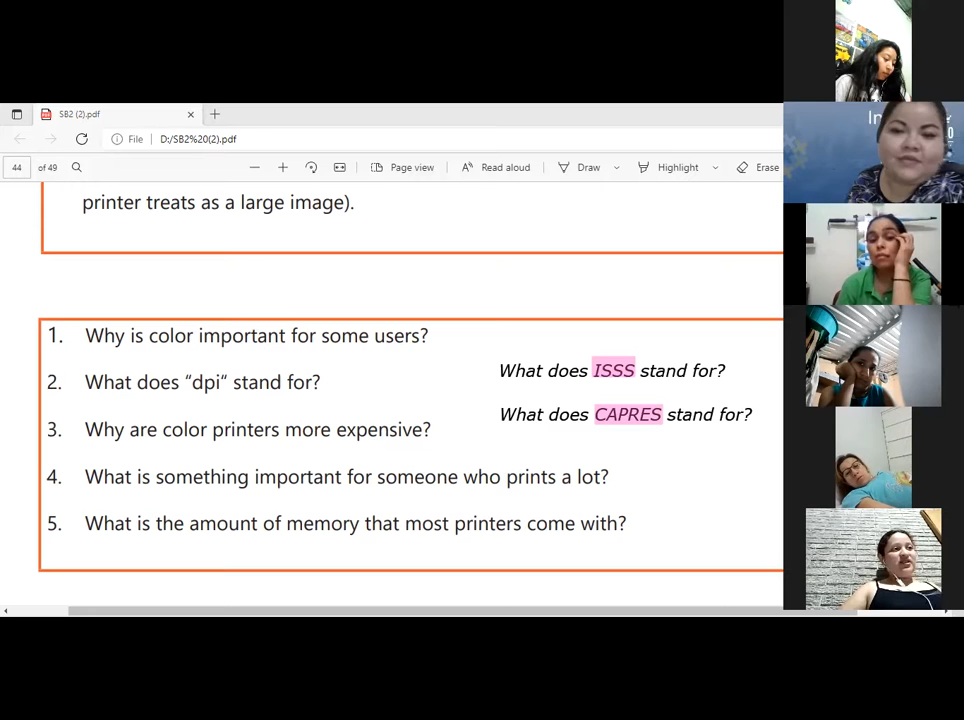 SB2 (2).pdf
File D:/SB2%20(2).pdf
44 of 49 Page view Read aloud Draw Highlight Erase
printer treats as a large image).
1. Why is color important for some users?
2. What does “dpi“ stand for?
3. Why are color printers more expensive?
4. What is something important for someone who prints a lot?
5. What is the amount of memory that most printers come with?
What does ISSS stand for?
What does CAPRES stand for?